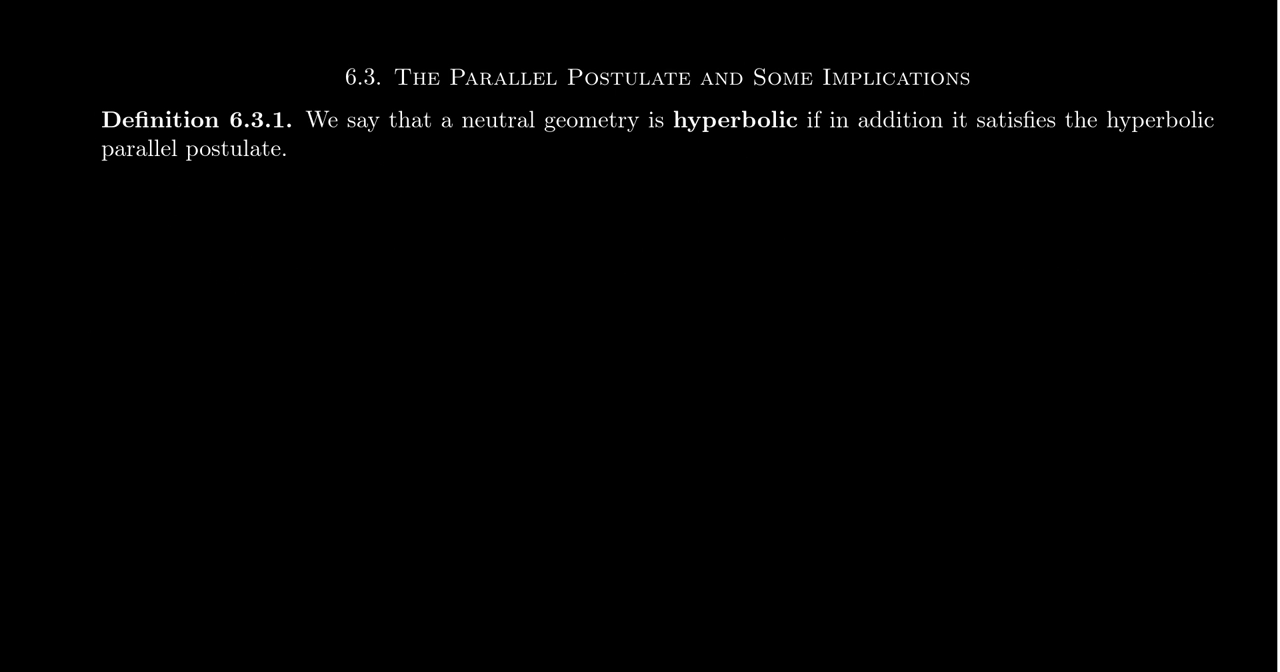 6.3. The Parallel Postulate and Some Implications
Definition 6.3.1. We say that a neutral geometry is hyperbolic if in addition it satisfies the hyperbolic
parallel postulate.